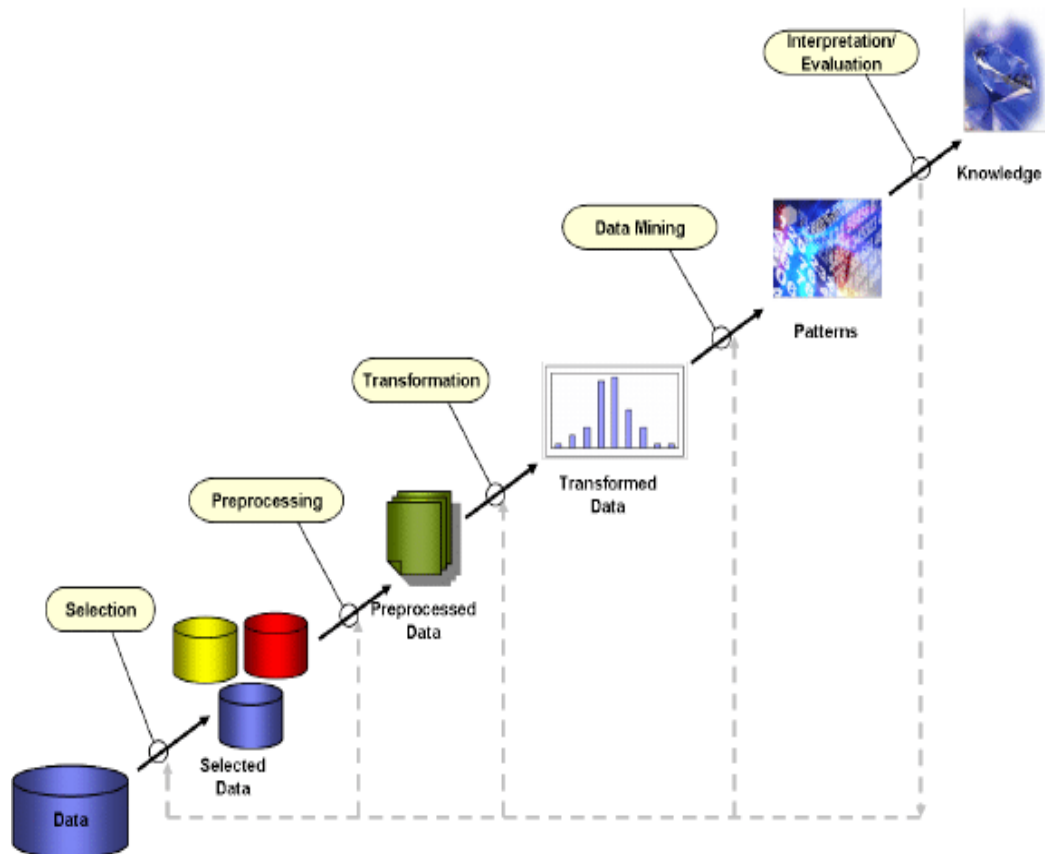 Interpretation/
Evaluation
Knowledge
Data Mining
Patterns
Transformation
Transformed
Data
Preprocessing
Preprocessed
Data
Selection
Selected
Data
Data